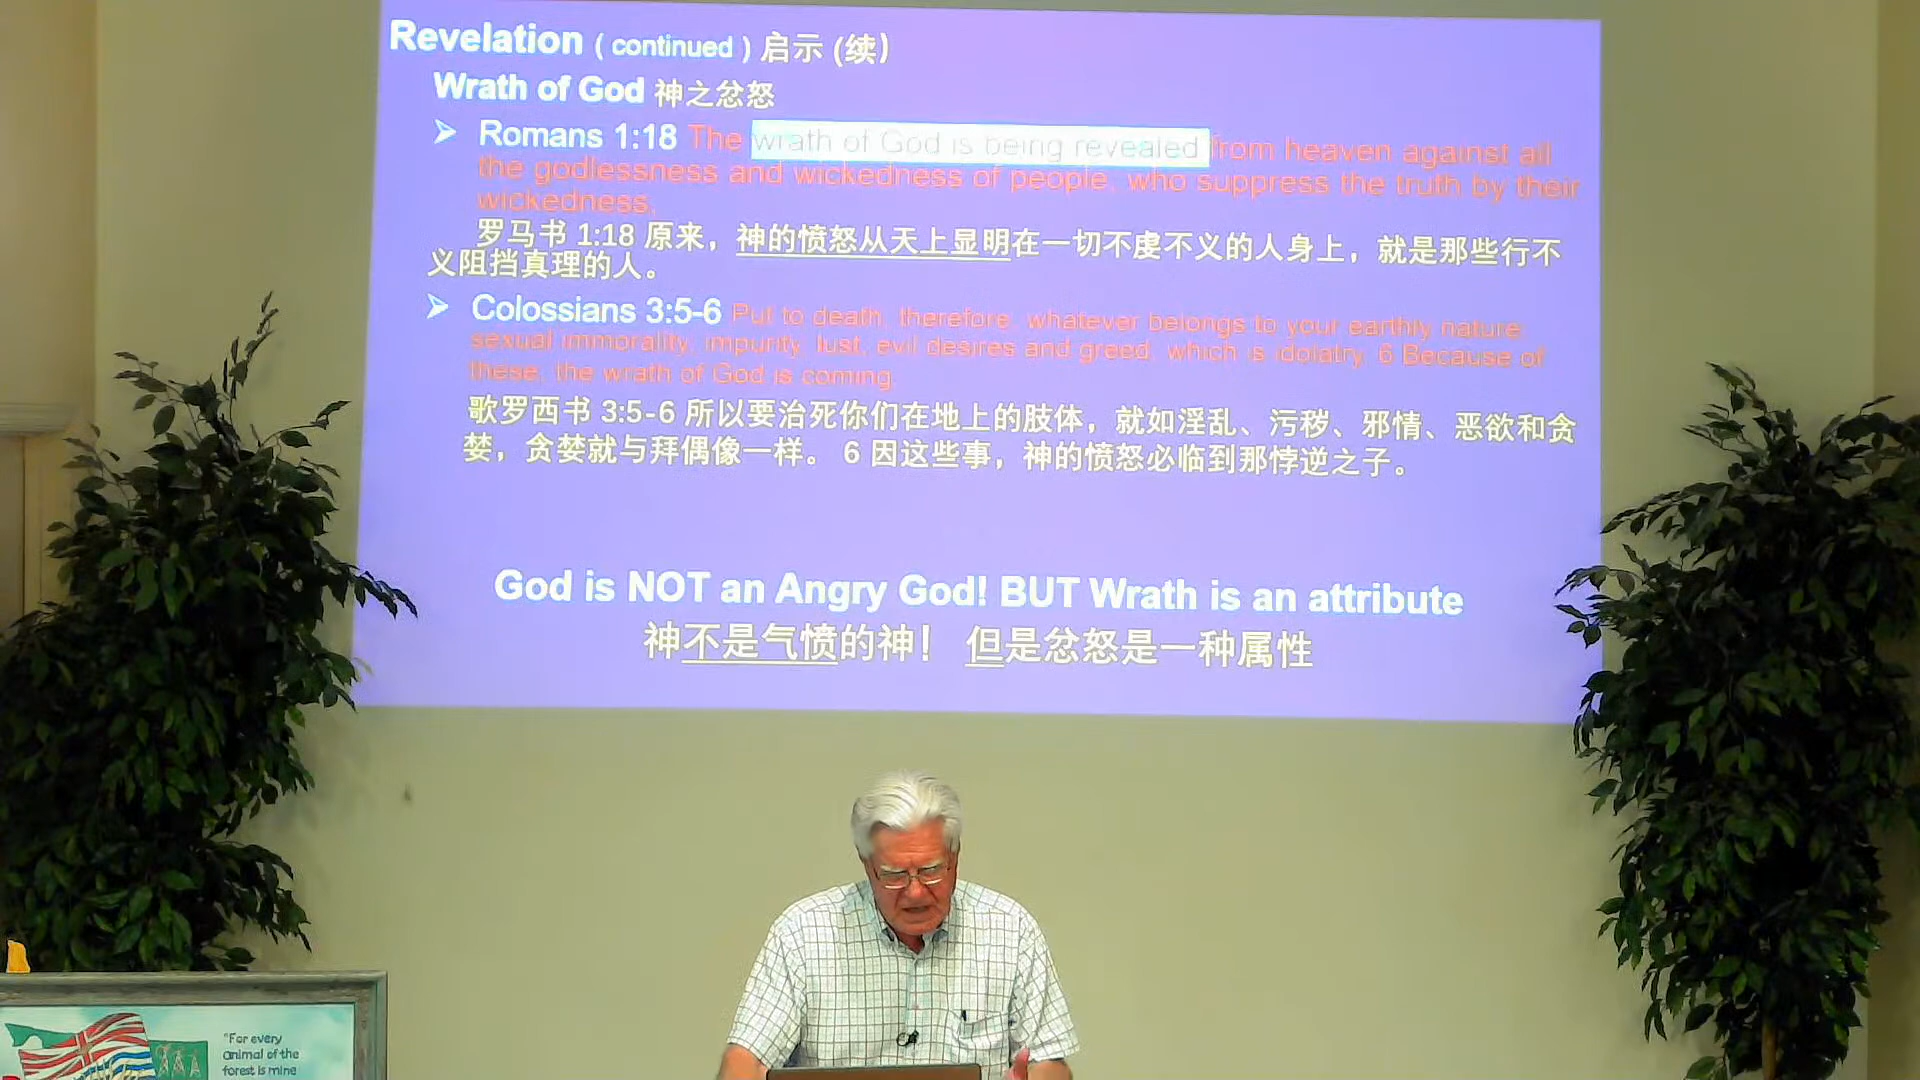 Revelation ( continued ) 启示 (续)
Wrath of God 神之忿怒
➢ Romans 1:18 The wrath of God is being revealed from heaven against all
the godlessness and wickedness of people, who suppress the truth by their
wickedness,
罗马书 1:18 原来，神的愤怒从天上显明在一切不虔不义的人身上，就是那些行不
义阻挡真理的人。
➢ Colossians 3:5-6 Put to death, therefore, whatever belongs to your earthly nature:
sexual immorality, impurity, lust, evil desires and greed, which is idolatry. 6 Because of
these, the wrath of God is coming.
歌罗西书 3:5-6 所以要治死你们在地上的肢体，就如淫乱、污秽、邪情、恶欲和贪
婪，贪婪就与拜偶像一样。 6 因这些事，神的愤怒必临到那悖逆之子。
God is NOT an Angry God! BUT Wrath is an attribute
神不是气愤的神！ 但是忿怒是一种属性
"For every
animal of the
forest is mine